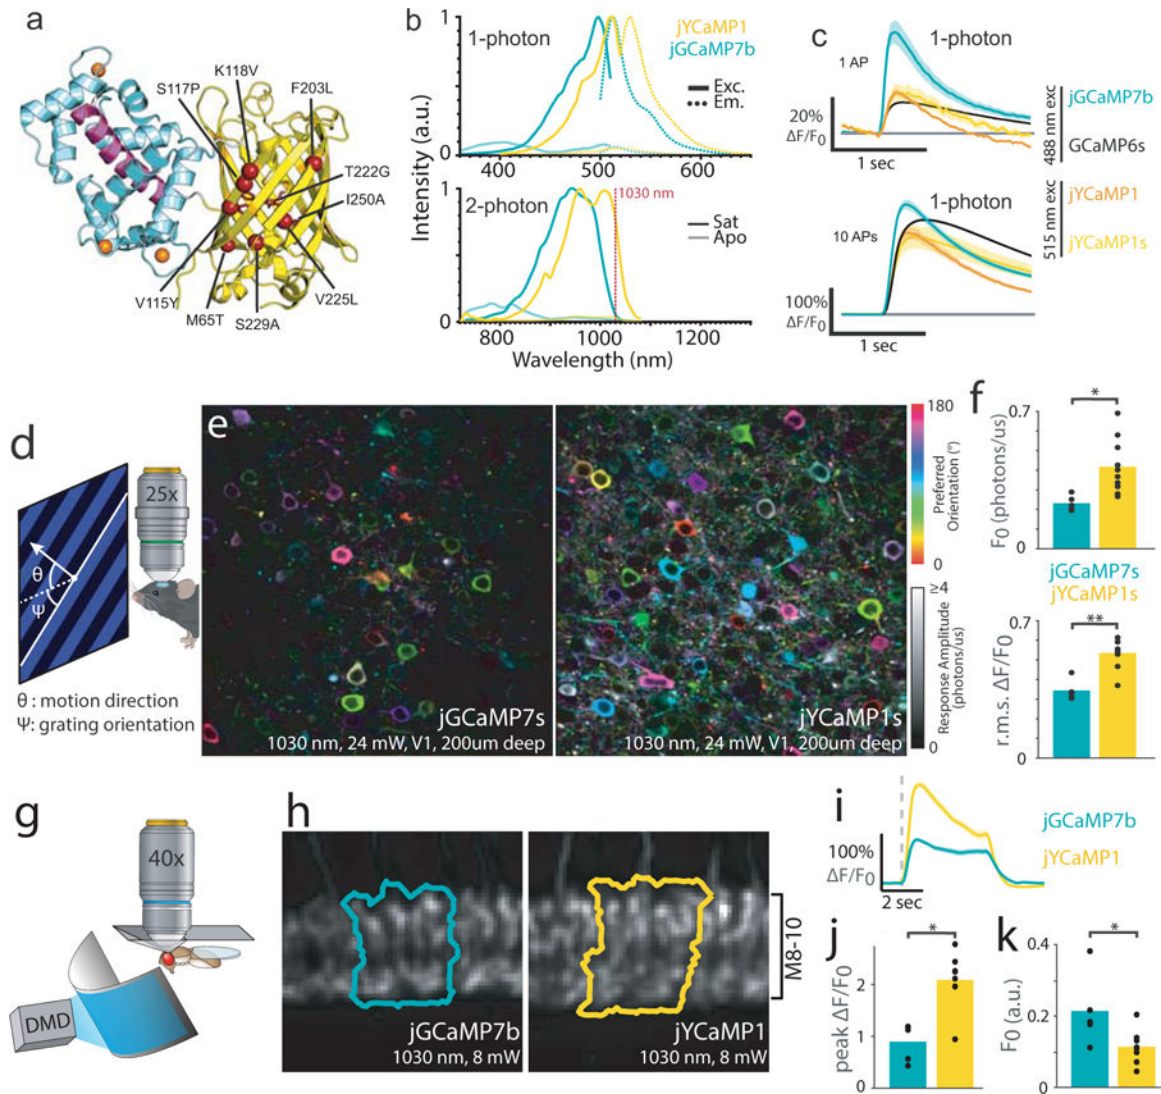 a
K118V
S117P
F203L
T222G
I250A
V225L
V115Y
M65T
S229A
b
1-photon
jYCaMP1
jGCaMP7b
Exc.
Em.
Intensity (a.u.)
1
0
1
0
400
500
600
2-photon
1030 nm
Sat
Apo
1
0
1
0
800
1000
1200
Wavelength (nm)
c
1-photon
1 AP
20%
ΔF/F0
1 sec
1-photon
10 APs
100%
ΔF/F0
1 sec
488 nm exc
jGCaMP7b
GCaMP6s
515 nm exc
jYCaMP1
jYCaMP1s
d
25x
θ
Ψ
θ : motion direction
Ψ: grating orientation
e
jGCaMP7s
1030 nm, 24 mW, V1, 200um deep
jYCaMP1s
1030 nm, 24 mW, V1, 200um deep
180
Preferred
Orientation (°)
0
≥4
Response Amplitude
(photons/us)
0
f
*
0.7
F0 (photons/us)
0
jGCaMP7s
jYCaMP1s
**
0.7
r.m.s. ΔF/F0
0
g
40x
DMD
h
jGCaMP7b
1030 nm, 8 mW
jYCaMP1
1030 nm, 8 mW
M8-10
i
100%
ΔF/F0
2 sec
jGCaMP7b
jYCaMP1
j
*
peak ΔF/F0
2
1
0
k
*
F0 (a.u.)
0.4
0.2
0